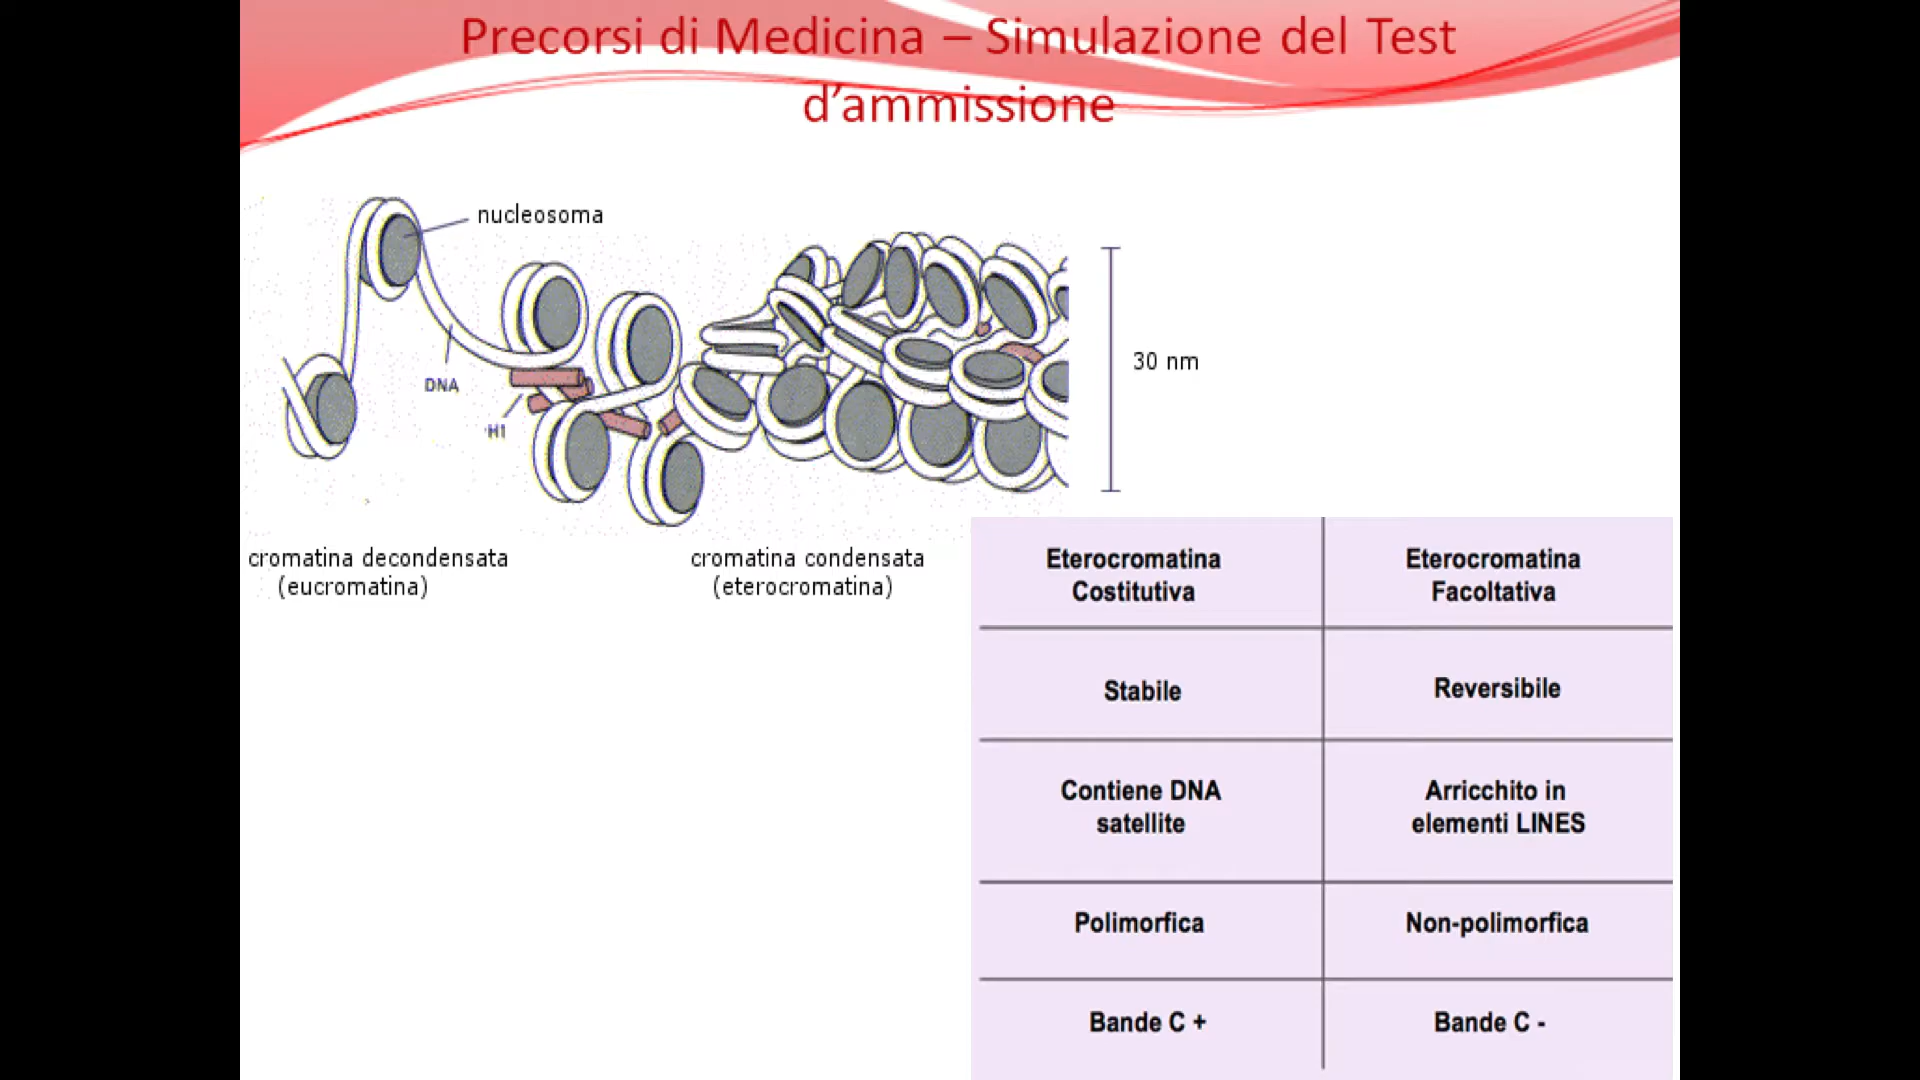 Precorsi di Medicina – Simulazione del Test
d'ammissione
nucleosoma
DNA
H1
30 nm
cromatina decondensata
(eucromatina)
cromatina condensata
(eterocromatina)
Eterocromatina
Costitutiva
Eterocromatina
Facoltativa
Stabile
Reversibile
Contiene DNA
satellite
Arricchito in
elementi LINES
Polimorfica
Non-polimorfica
Bande C +
Bande C -